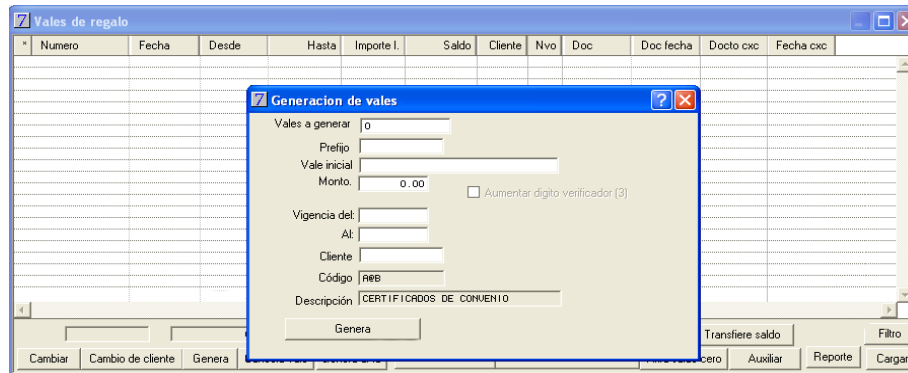 7 Vales de regalo
* Numero Fecha Desde Hasta Importe I. Saldo Cliente Nvo Doc Doc fecha Docto cxc Fecha cxc
7 Generacion de vales
Vales a generar 0
Prefijo
Vale inicial
Monto. 0.00
Aumentar digito verificador (3)
Vigencia del:
Al:
Cliente
Código A@B
Descripción CERTIFICADOS DE CONVENIO
Genera
Transfiere saldo Filtro
Cambiar Cambio de cliente Genera cero Auxiliar Reporte Cargar